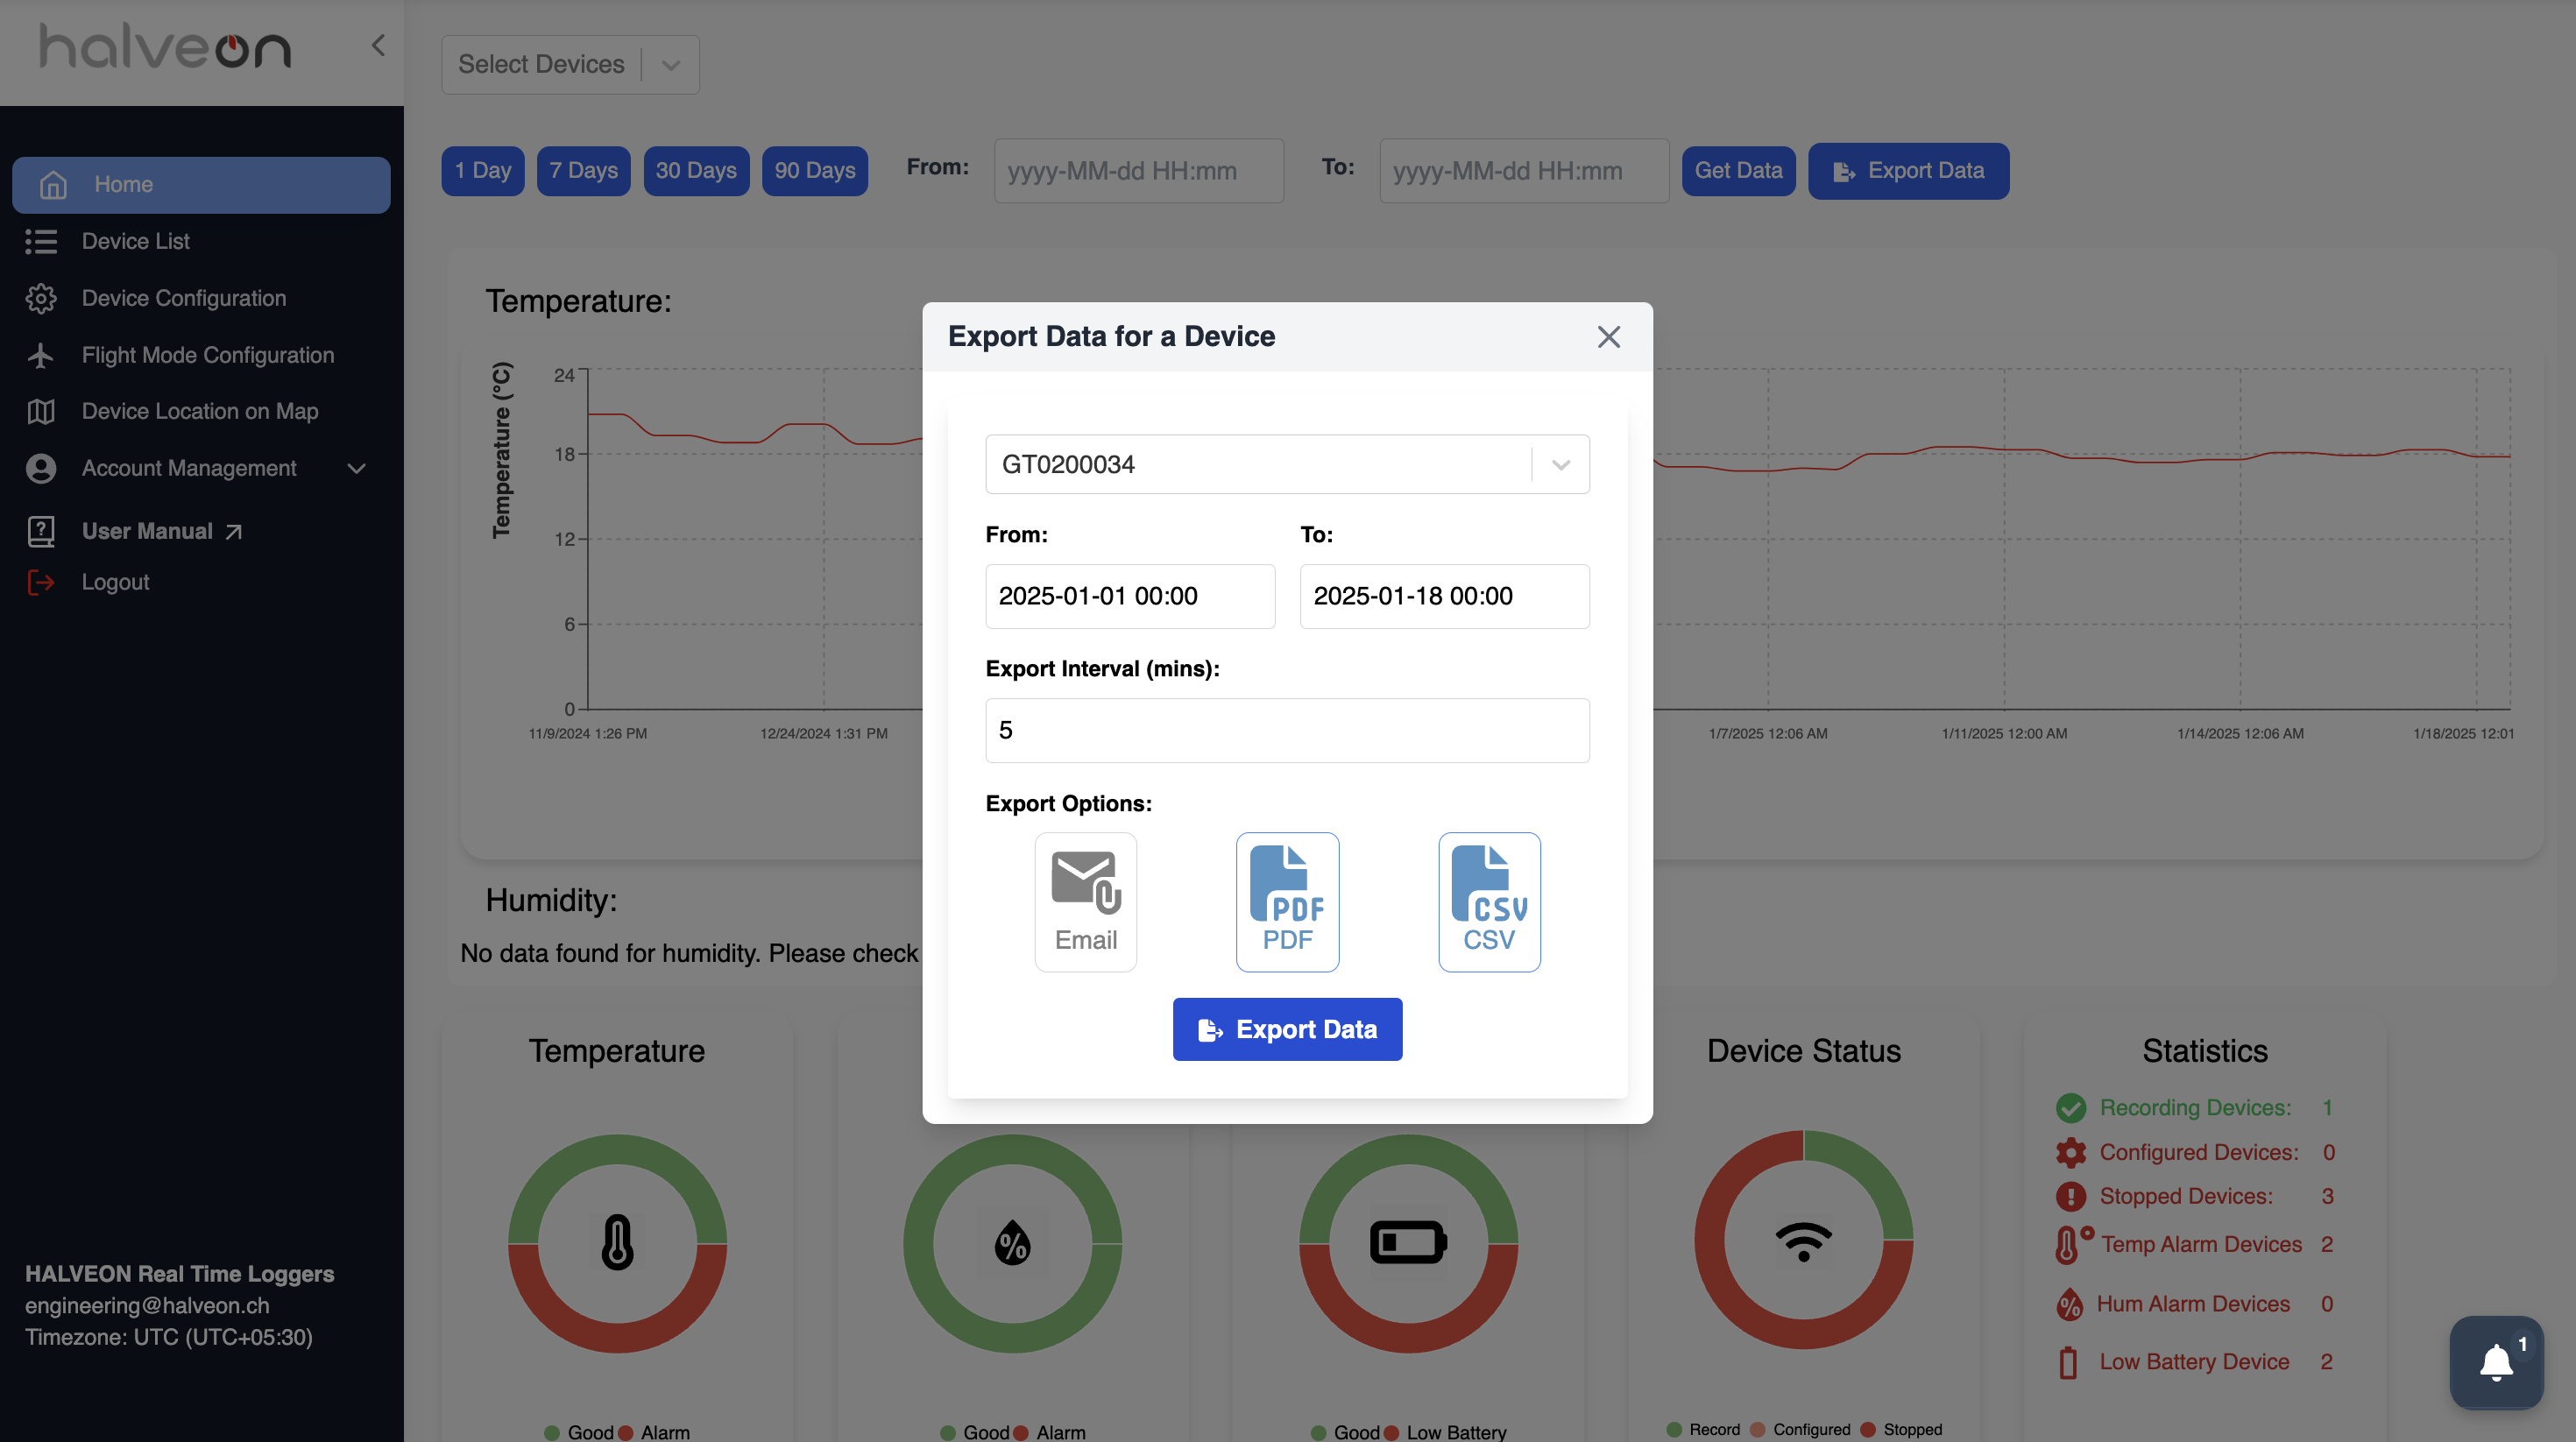 halveon
Home
Device List
Device Configuration
Flight Mode Configuration
Device Location on Map
Account Management
User Manual
Logout
HALVEON Real Time Loggers
engineering@halveon.ch
Timezone: UTC (UTC+05:30)
Select Devices
1 Day 7 Days 30 Days 90 Days From: yyyy-MM-dd HH:mm To: yyyy-MM-dd HH:mm Get Data Export Data
Temperature:
Temperature (°C)
24
18
12
6
0
11/9/2024 1:26 PM 12/24/2024 1:31 PM 1/7/2025 12:06 AM 1/11/2025 12:00 AM 1/14/2025 12:06 AM 1/18/2025 12:01
Export Data for a Device
GT0200034
From: To:
2025-01-01 00:00 2025-01-18 00:00
Export Interval (mins):
5
Export Options:
PDF CSV
Email PDF CSV
Export Data
Humidity:
No data found for humidity. Please check
Temperature
%
Good Alarm
Good Alarm
Good Low Battery
Device Status
Record Configured Stopped
Statistics
Recording Devices: 1
Configured Devices: 0
Stopped Devices: 3
Temp Alarm Devices 2
% Hum Alarm Devices 0
Low Battery Device 2
1